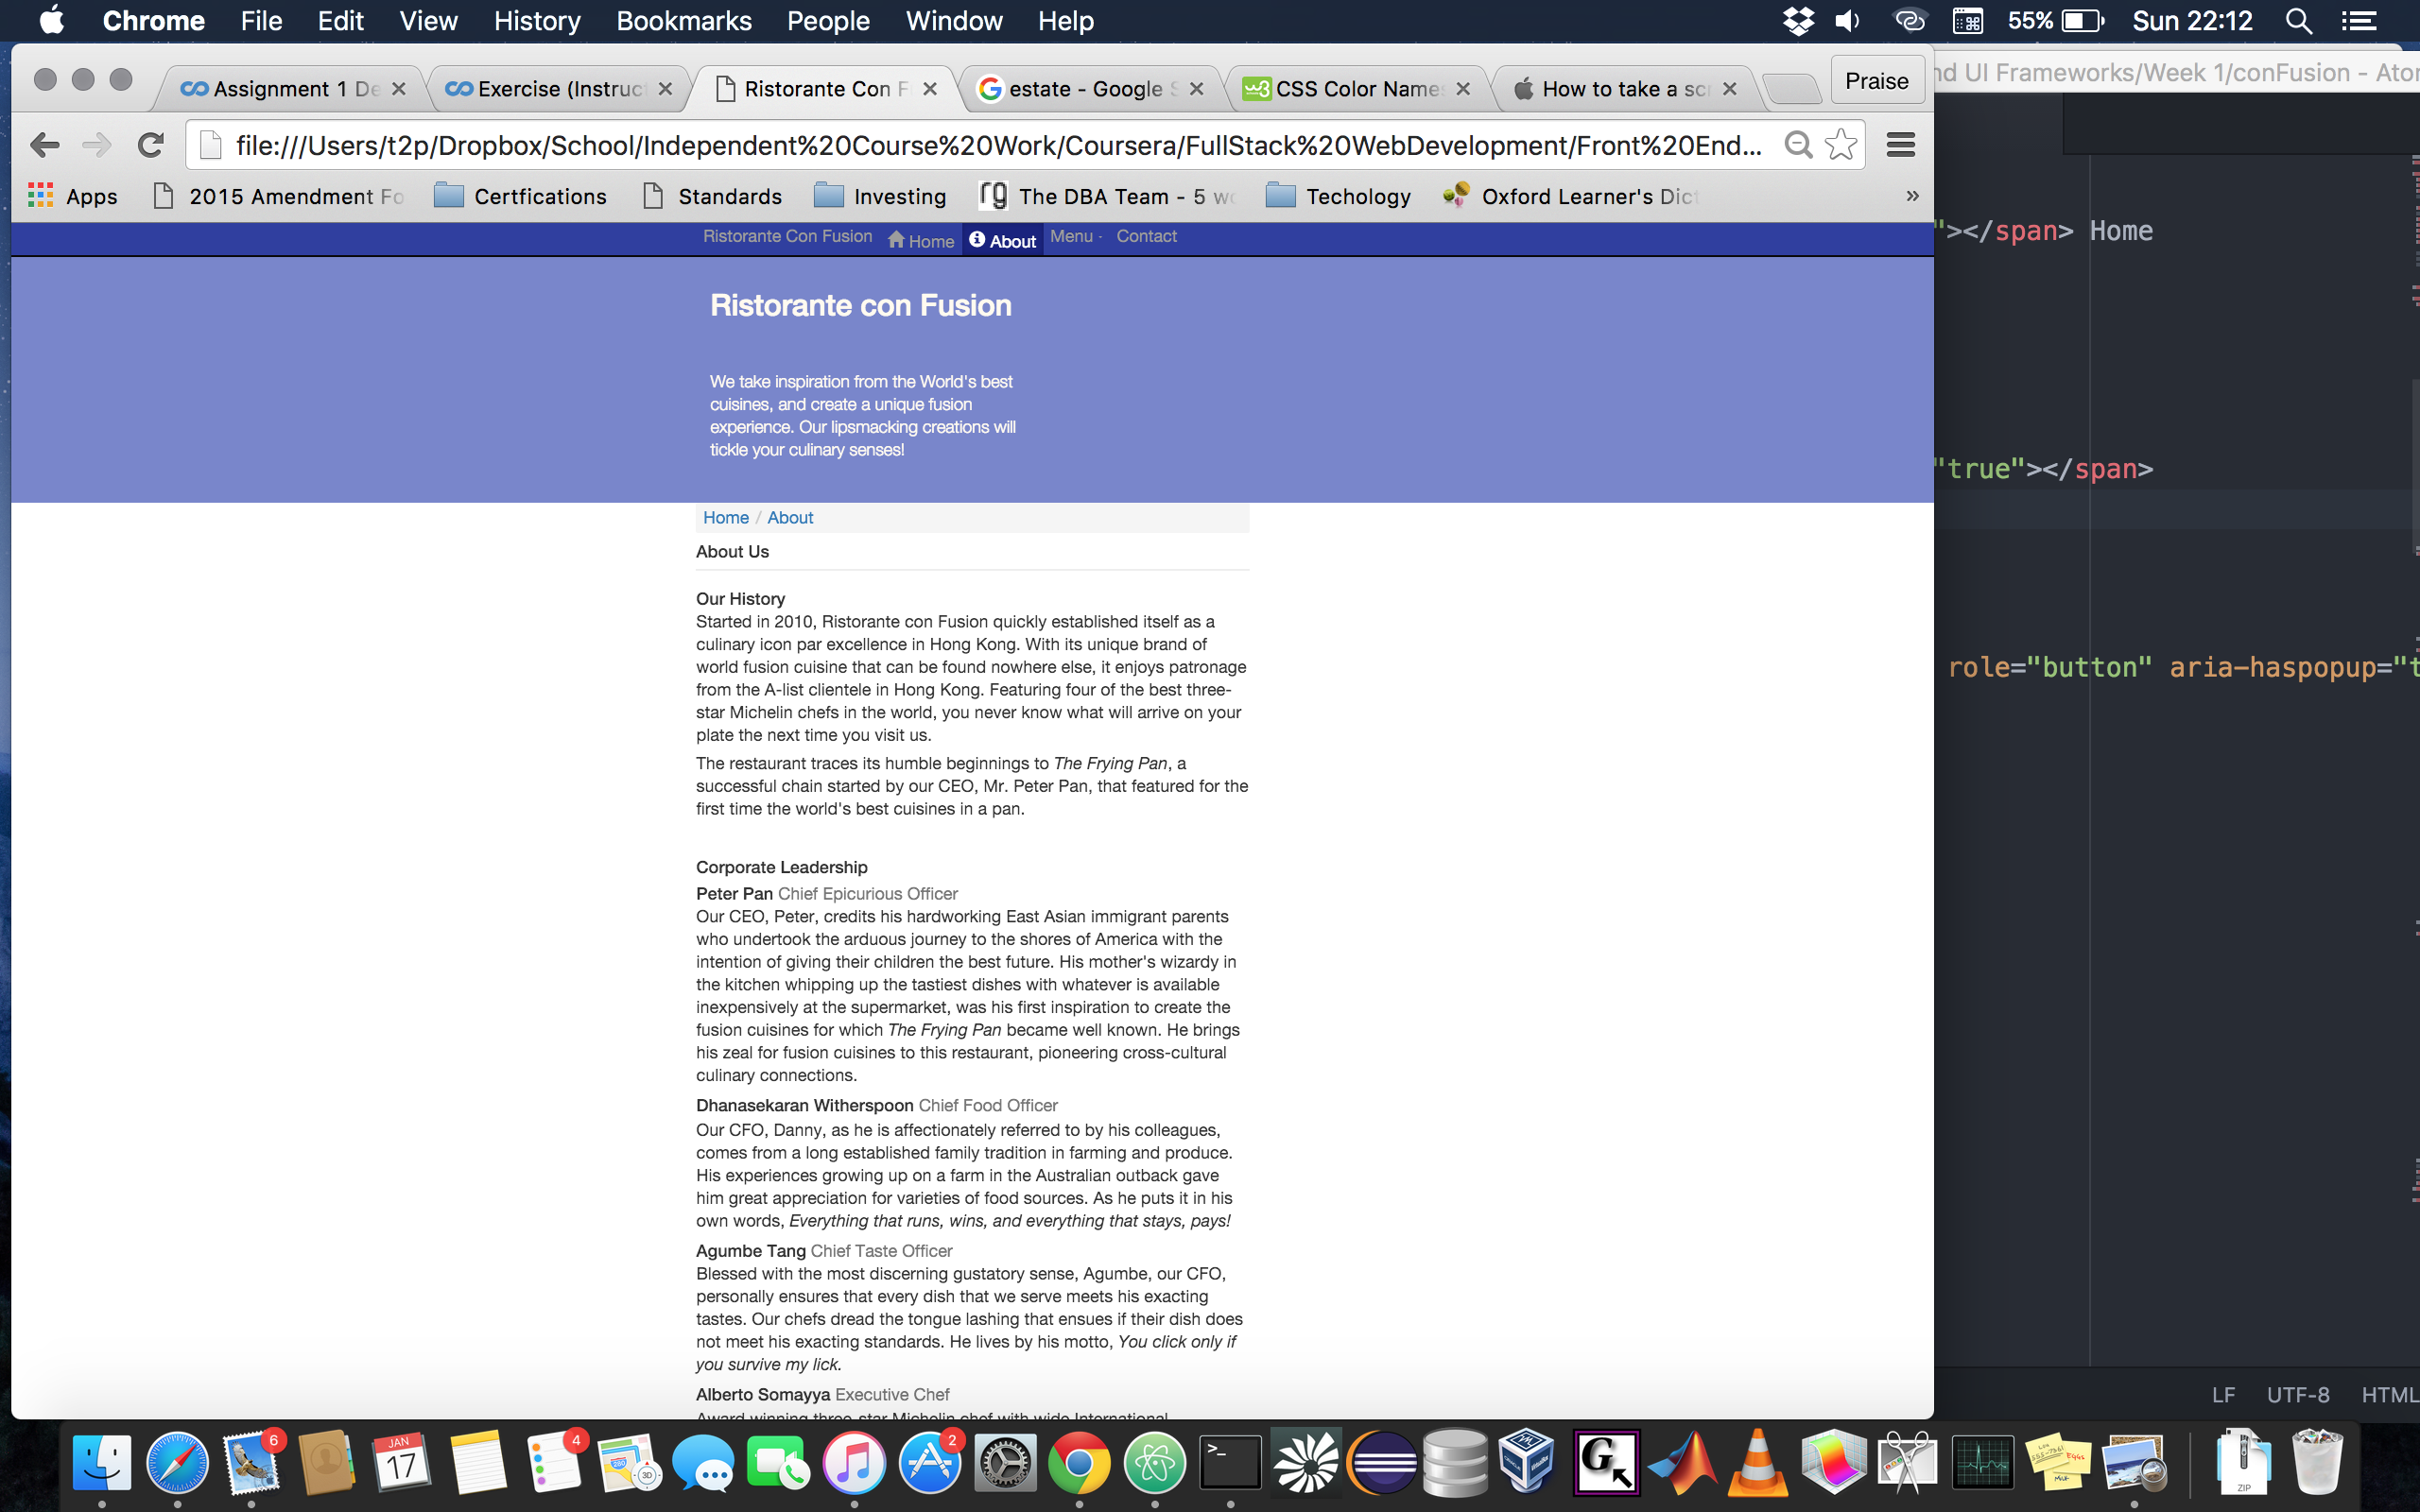 Chrome File Edit View History Bookmarks People Window Help 55% Sun 22:12
Assignment 1 De Exercise (Instruc Ristorante Con F estate - Google S CSS Color Name How to take a scr Praise
nd UI Frameworks/Week 1/conFusion - Ato
file:///Users/t2p/Dropbox/School/Independent%20Course%20Work/Coursera/FullStack%20WebDevelopment/Front%20End...
Apps 2015 Amendment Fo Certfications Standards Investing The DBA Team - 5 w Techology Oxford Learner's Dict »
Ristorante Con Fusion Home About Menu Contact
"></span> Home
Ristorante con Fusion
We take inspiration from the World's best
cuisines, and create a unique fusion
experience. Our lipsmacking creations will
tickle your culinary senses!
"true"></span>
Home / About
About Us
Our History
Started in 2010, Ristorante con Fusion quickly established itself as a
culinary icon par excellence in Hong Kong. With its unique brand of
world fusion cuisine that can be found nowhere else, it enjoys patronage
from the A-list clientele in Hong Kong. Featuring four of the best three-
star Michelin chefs in the world, you never know what will arrive on your
plate the next time you visit us.
role="button" aria-haspopup="t
The restaurant traces its humble beginnings to The Frying Pan, a
successful chain started by our CEO, Mr. Peter Pan, that featured for the
first time the world's best cuisines in a pan.
Corporate Leadership
Peter Pan Chief Epicurious Officer
Our CEO, Peter, credits his hardworking East Asian immigrant parents
who undertook the arduous journey to the shores of America with the
intention of giving their children the best future. His mother's wizardy in
the kitchen whipping up the tastiest dishes with whatever is available
inexpensively at the supermarket, was his first inspiration to create the
fusion cuisines for which The Frying Pan became well known. He brings
his zeal for fusion cuisines to this restaurant, pioneering cross-cultural
culinary connections.
Dhanasekaran Witherspoon Chief Food Officer
Our CFO, Danny, as he is affectionately referred to by his colleagues,
comes from a long established family tradition in farming and produce.
His experiences growing up on a farm in the Australian outback gave
him great appreciation for varieties of food sources. As he puts it in his
own words, Everything that runs, wins, and everything that stays, pays!
Agumbe Tang Chief Taste Officer
Blessed with the most discerning gustatory sense, Agumbe, our CFO,
personally ensures that every dish that we serve meets his exacting
tastes. Our chefs dread the tongue lashing that ensues if their dish does
not meet his exacting standards. He lives by his motto, You click only if
you survive my lick.
Alberto Somayya Executive Chef
Award winning three-star Michelin chef with wide International
LF UTF-8 HTML
6 JAN 17 4 280 3D 2 >_ G ZIP